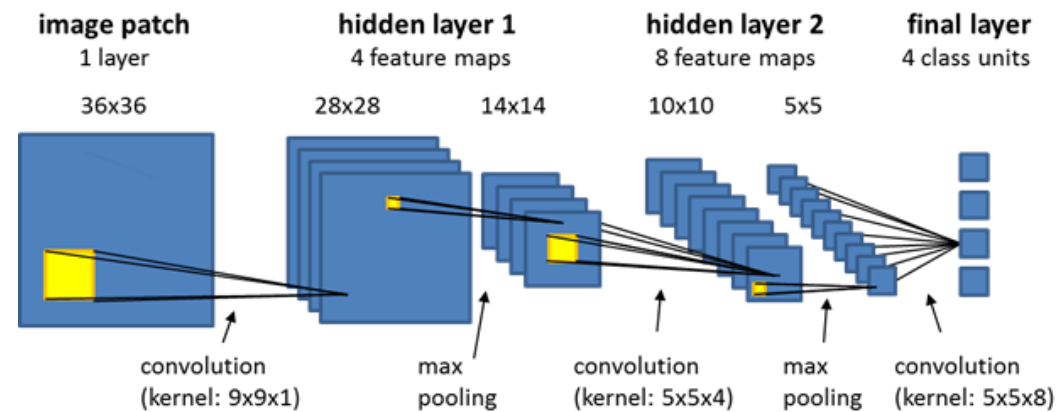 image patch
1 layer
hidden layer 1
4 feature maps
hidden layer 2
8 feature maps
final layer
4 class units
36x36
28x28
14x14
10x10
5x5
convolution
(kernel: 9x9x1)
max
pooling
convolution
(kernel: 5x5x4)
max
pooling
convolution
(kernel: 5x5x8)